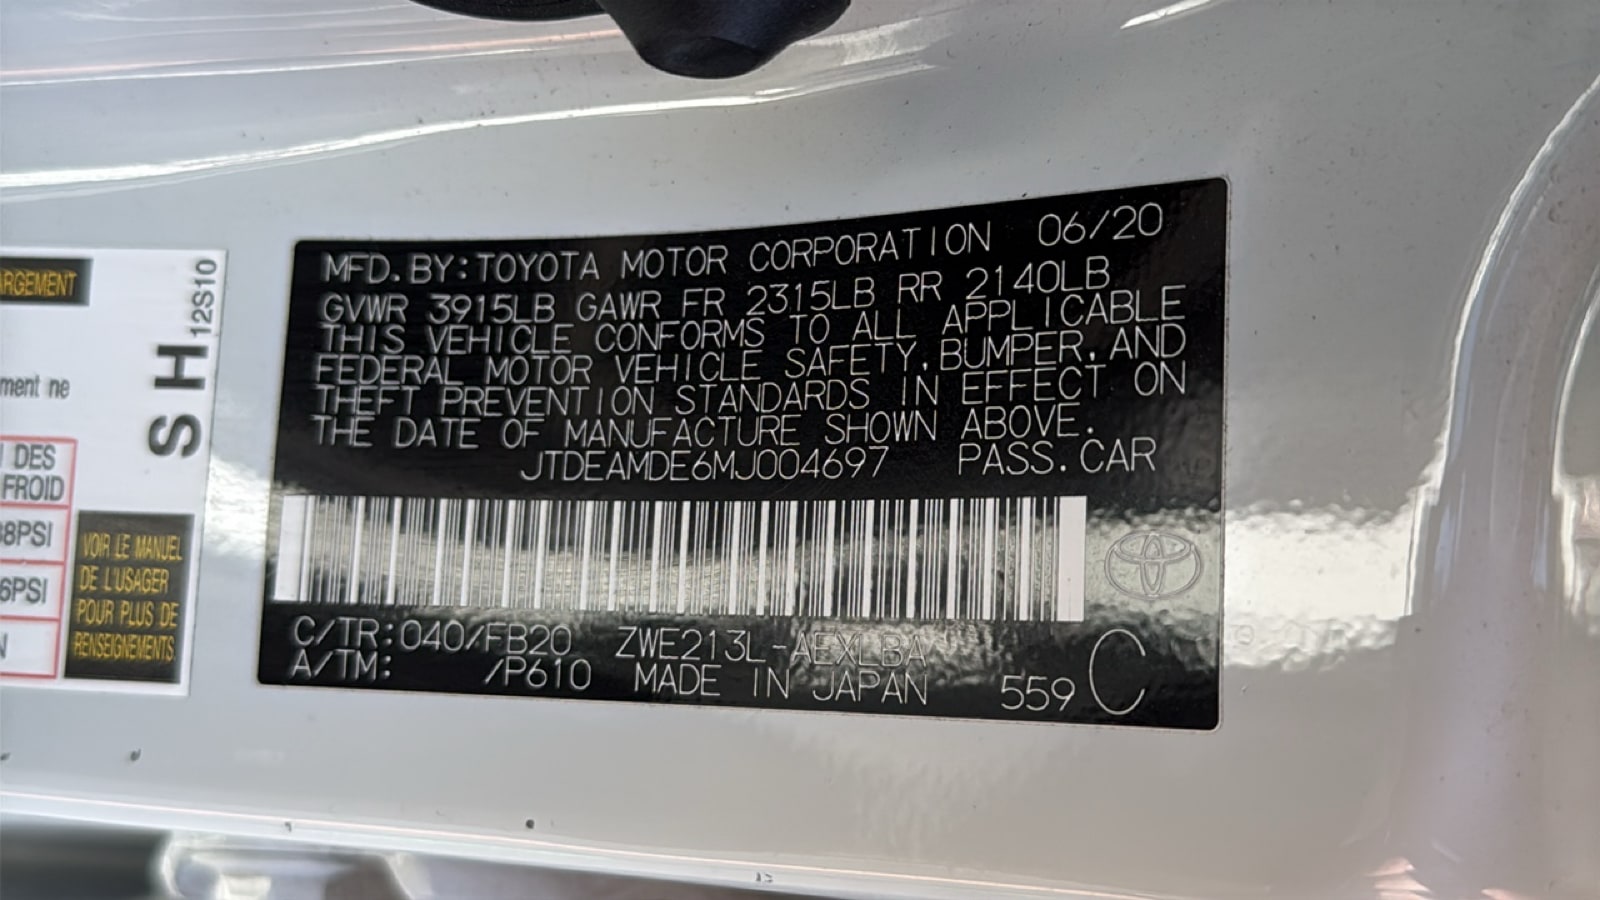 ARGEMENT
12S10
SH
ment ne
DES
FROID
8PSI
6PSI
N
VOIR LE MANUEL
DE L'USAGER
POUR PLUS DE
RENSEIGNEMENTS
MFD. BY: TOYOTA MOTOR CORPORATION 06/20
GVWR 3915LB GAWR FR 2315LB RR 2140LB
THIS VEHICLE CONFORMS TO ALL APPLICABLE
FEDERAL MOTOR VEHICLE SAFETY, BUMPER, AND
THEFT PREVENTION STANDARDS IN EFFECT ON
THE DATE OF MANUFACTURE SHOWN ABOVE.
JTDEAMDE6MJ004697 PASS. CAR
C/TR: 040/FB20 ZWE213L-AEXLBA
A/TM: /P610 MADE IN JAPAN 559 C